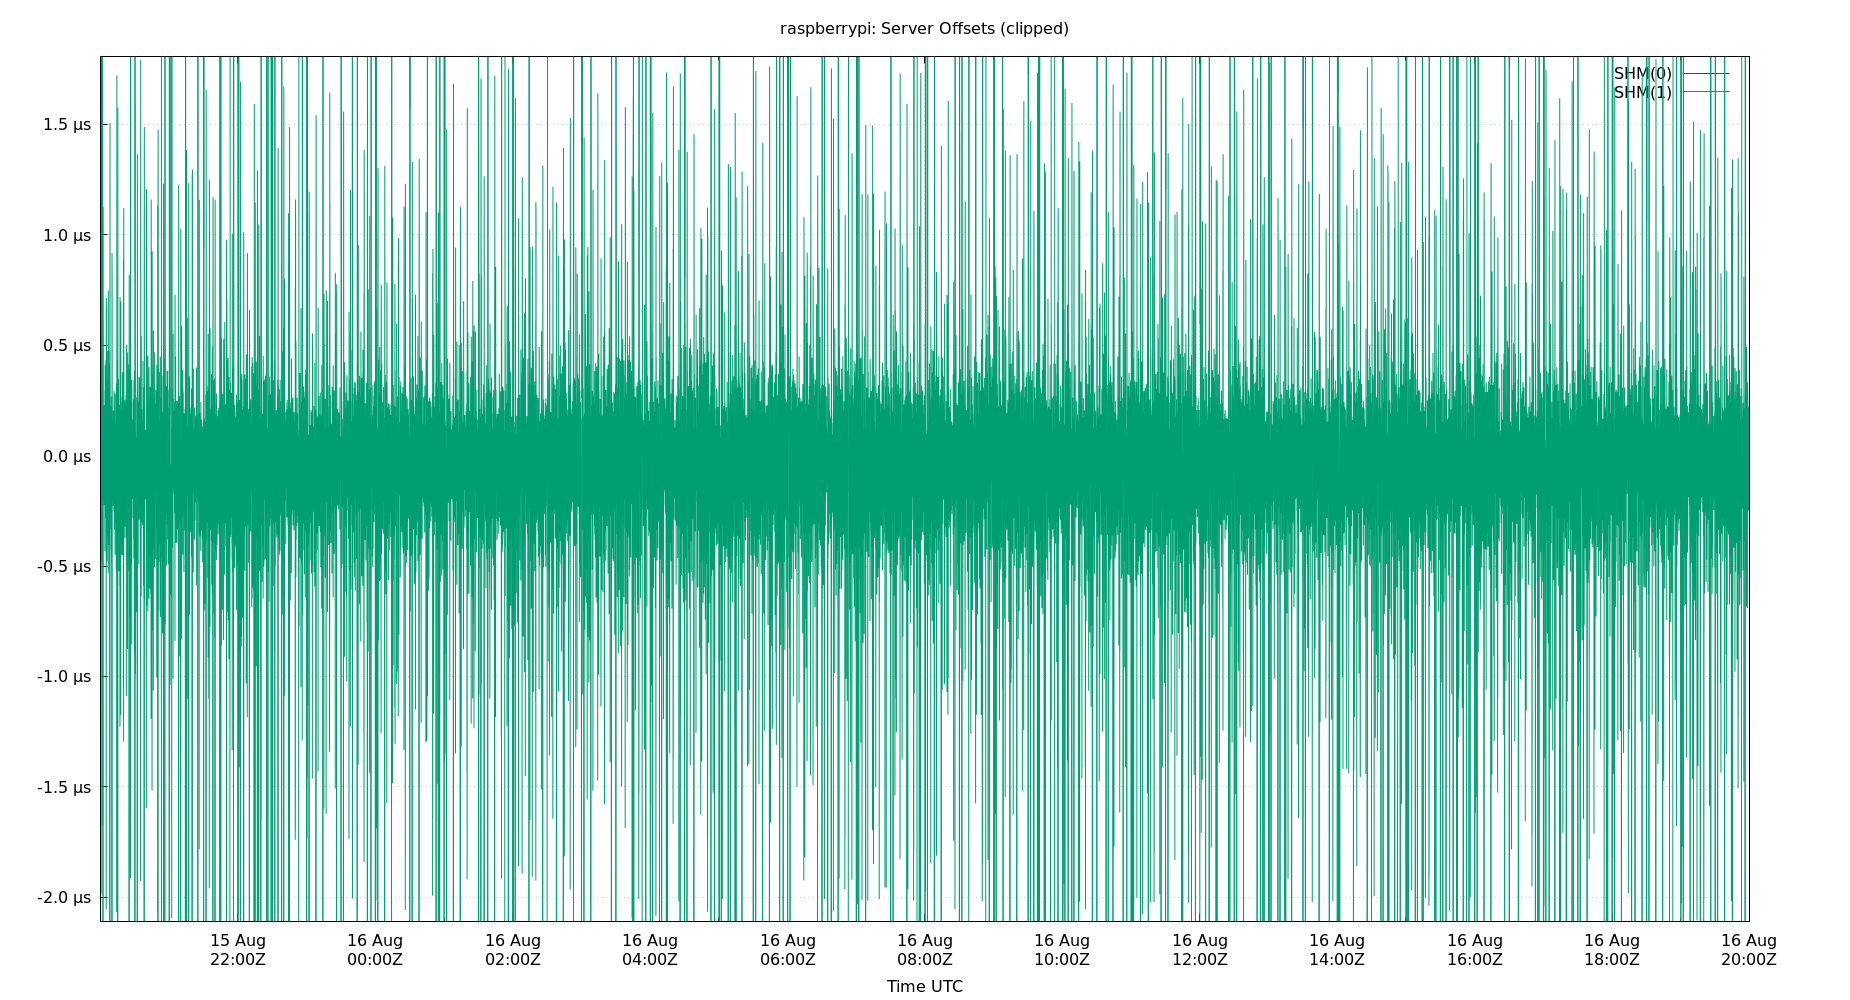 raspberrypi: Server Offsets (clipped)
SHM(0)
SHM(1)
1.5 µs
1.0 µs
0.5 µs
0.0 µs
-0.5 µs
-1.0 µs
-1.5 µs
-2.0 µs
15 Aug 16 Aug 16 Aug 16 Aug 16 Aug 16 Aug 16 Aug 16 Aug 16 Aug 16 Aug 16 Aug 16 Aug
22:00Z 00:00Z 02:00Z 04:00Z 06:00Z 08:00Z 10:00Z 12:00Z 14:00Z 16:00Z 18:00Z 20:00Z
Time UTC